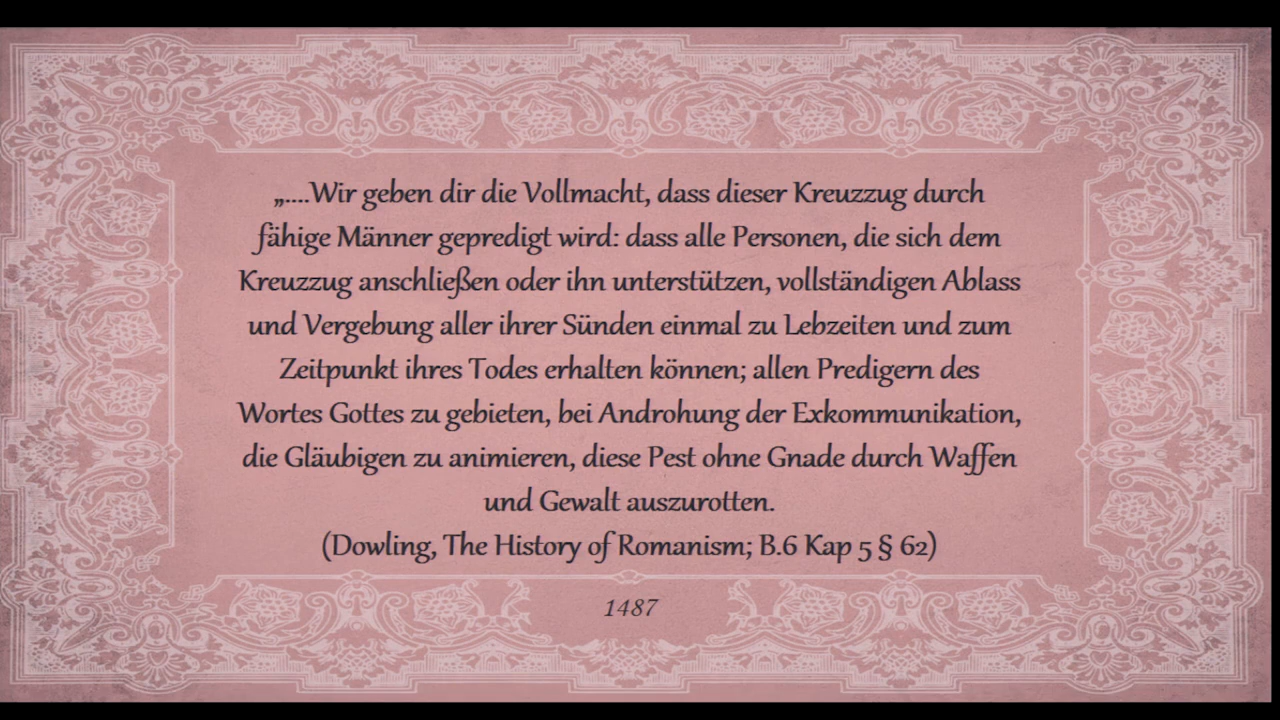 „....Wir geben dir die Vollmacht, dass dieser Kreuzzug durch
fähige Männer gepredigt wird: dass alle Personen, die sich dem
Kreuzzug anschließen oder ihn unterstützen, vollständigen Ablass
und Vergebung aller ihrer Sünden einmal zu Lebzeiten und zum
Zeitpunkt ihres Todes erhalten können; allen Predigern des
Wortes Gottes zu gebieten, bei Androhung der Exkommunikation,
die Gläubigen zu animieren, diese Pest ohne Gnade durch Waffen
und Gewalt auszurotten.
(Dowling, The History of Romanism; B.6 Kap 5 § 62)
1487